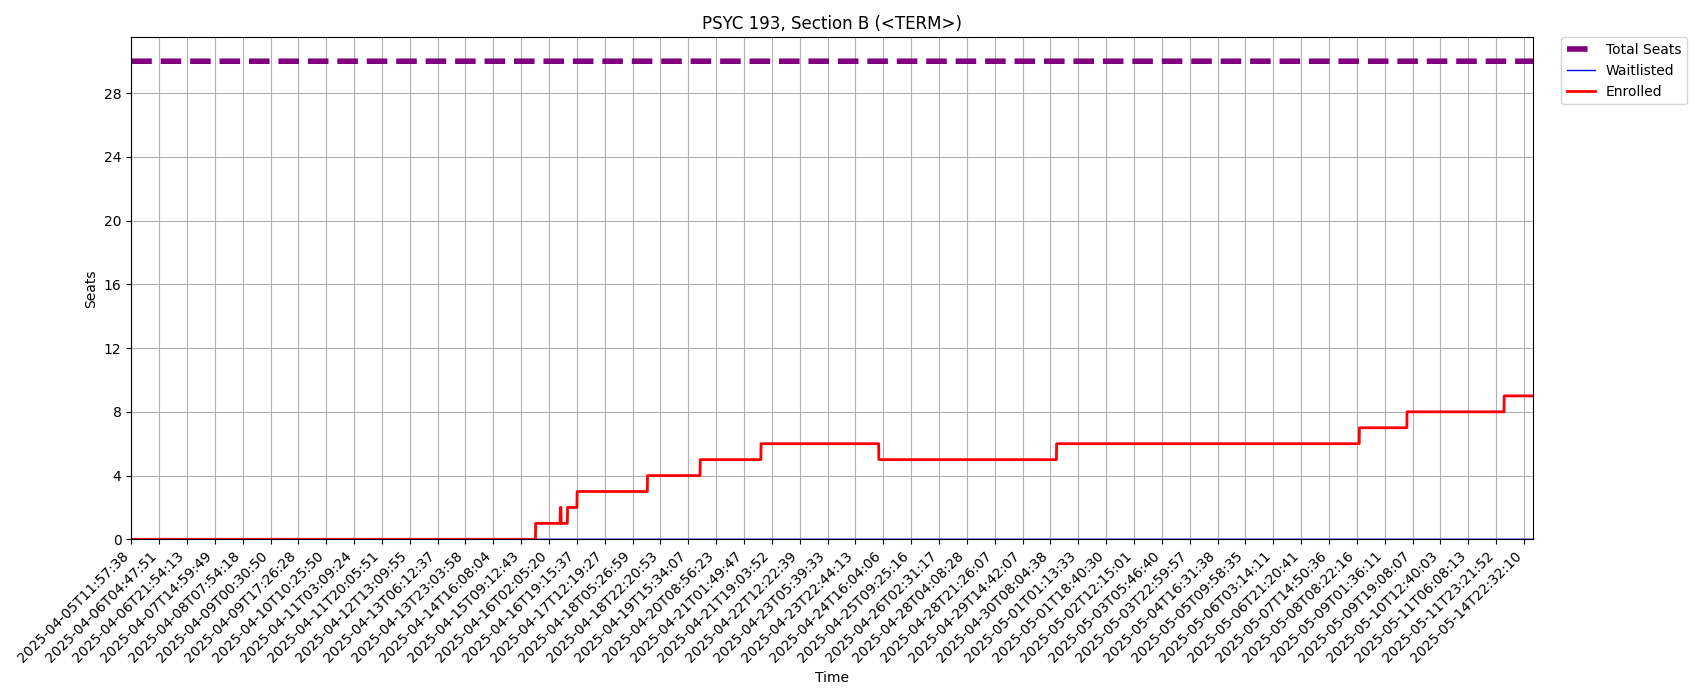 PSYC 193, Section B (<TERM>)
Total Seats
Waitlisted
Enrolled
Seats
28
24
20
16
12
8
4
0
2025-04-05T11:57:38
2025-04-06T04:47:51
2025-04-06T21:54:13
2025-04-07T14:59:49
2025-04-08T07:54:18
2025-04-09T00:30:50
2025-04-09T17:26:28
2025-04-10T10:25:50
2025-04-11T03:09:24
2025-04-11T20:05:51
2025-04-12T13:09:55
2025-04-13T06:12:37
2025-04-13T23:03:58
2025-04-14T16:08:04
2025-04-15T09:12:43
2025-04-16T02:05:20
2025-04-16T19:15:37
2025-04-17T12:19:27
2025-04-18T05:26:59
2025-04-18T22:20:53
2025-04-19T15:34:07
2025-04-20T08:56:23
2025-04-21T01:49:47
2025-04-21T19:03:52
2025-04-22T12:22:39
2025-04-23T05:39:33
2025-04-23T22:44:13
2025-04-24T16:04:06
2025-04-25T09:25:16
2025-04-26T02:31:17
2025-04-28T04:08:28
2025-04-28T21:26:07
2025-04-29T14:42:07
2025-04-30T08:04:38
2025-05-01T01:13:33
2025-05-01T18:40:30
2025-05-02T12:15:01
2025-05-03T05:46:40
2025-05-03T22:59:57
2025-05-04T16:31:38
2025-05-05T09:58:35
2025-05-06T03:14:11
2025-05-06T21:20:41
2025-05-07T14:50:36
2025-05-08T08:22:16
2025-05-09T01:36:11
2025-05-09T19:08:07
2025-05-10T12:40:03
2025-05-11T06:08:13
2025-05-11T23:21:52
2025-05-14T22:32:10
Time